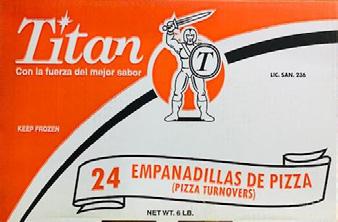 Titan
Con la fuerza del mejor sabor
T
LIC. SAN. 236
KEEP FROZEN
24 EMPANADILLAS DE PIZZA
(PIZZA TURNOVERS)
NET WT. 6 LB.